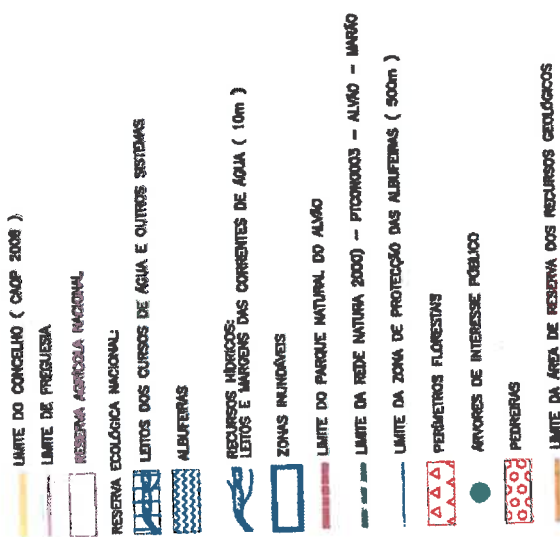 LIMITE DO CONCELHO ( CAOP 2008 )
LIMITE DE FREGUESIA
RESERVA AGRÍCOLA NACIONAL
RESERVA ECOLÓGICA NACIONAL:
LEITOS DOS CURSOS DE ÁGUA E OUTROS SISTEMAS
ALBUFEIRAS
RECURSOS HÍDRICOS:
LEITOS E MARGENS DAS CORRENTES DE ÁGUA ( 10m )
ZONAS INUNDÁVEIS
LIMITE DO PARQUE NATURAL DO ALVÃO
LIMITE DA REDE NATURA 2000) - PTCON0003 - ALVÃO - MARÃO
LIMITE DA ZONA DE PROTECÇÃO DAS ALBUFEIRAS ( 500m )
PERÍMETROS FLORESTAIS
ARVORES DE INTERESSE PÚBLICO
PEDREIRAS
LIMITE DA ÁREA DE RESERVA DOS RECURSOS GEOLÓGICOS